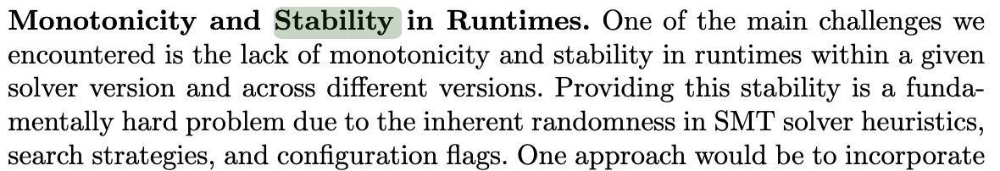 Monotonicity and Stability in Runtimes. One of the main challenges we
encountered is the lack of monotonicity and stability in runtimes within a given
solver version and across different versions. Providing this stability is a funda-
mentally hard problem due to the inherent randomness in SMT solver heuristics,
search strategies, and configuration flags. One approach would be to incorporate